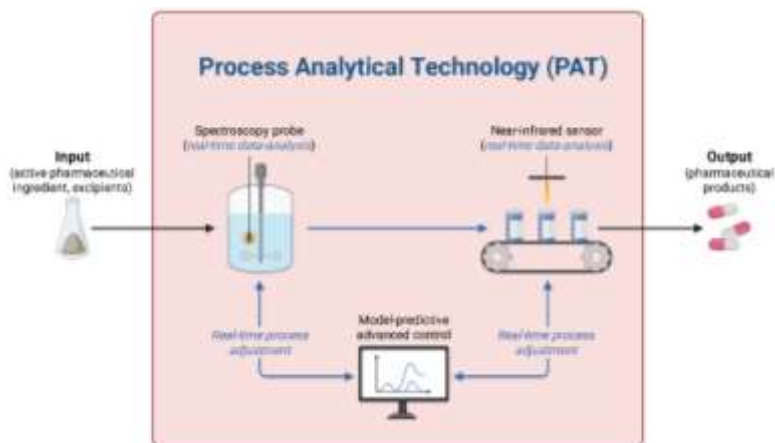 Process Analytical Technology (PAT)
Spectroscopy probe
(real-time data-analysis)
Near-infrared sensor
(real-time data-analysis)
Input
(active pharmaceutical
ingredient, excipients)
Output
(pharmaceutical
products)
Model-predictive
advanced control
Real-time process
adjustment
Real-time process
adjustment